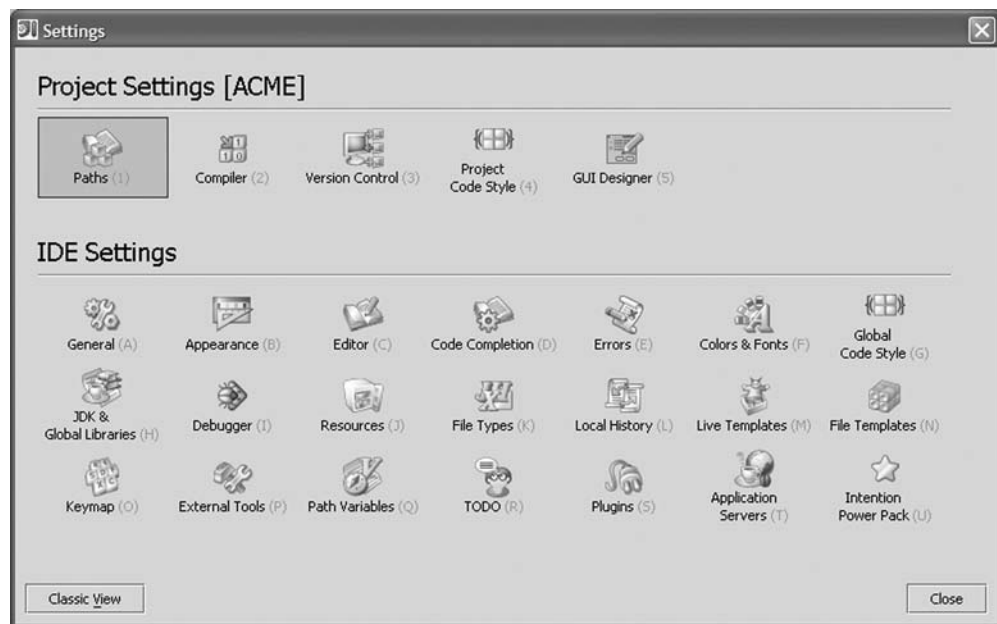 Settings
Project Settings [ACME]
Paths (1)
Compiler (2)
Version Control (3)
Project
Code Style (4)
GUI Designer (5)
IDE Settings
General (A)
Appearance (B)
Editor (C)
Code Completion (D)
Errors (E)
Colors & Fonts (F)
Global
Code Style (G)
JDK &
Global Libraries (H)
Debugger (I)
Resources (J)
File Types (K)
Local History (L)
Live Templates (M)
File Templates (N)
Keymap (O)
External Tools (P)
Path Variables (Q)
TODO (R)
Plugins (S)
Application
Servers (T)
Intention
Power Pack (U)
Classic View
Close